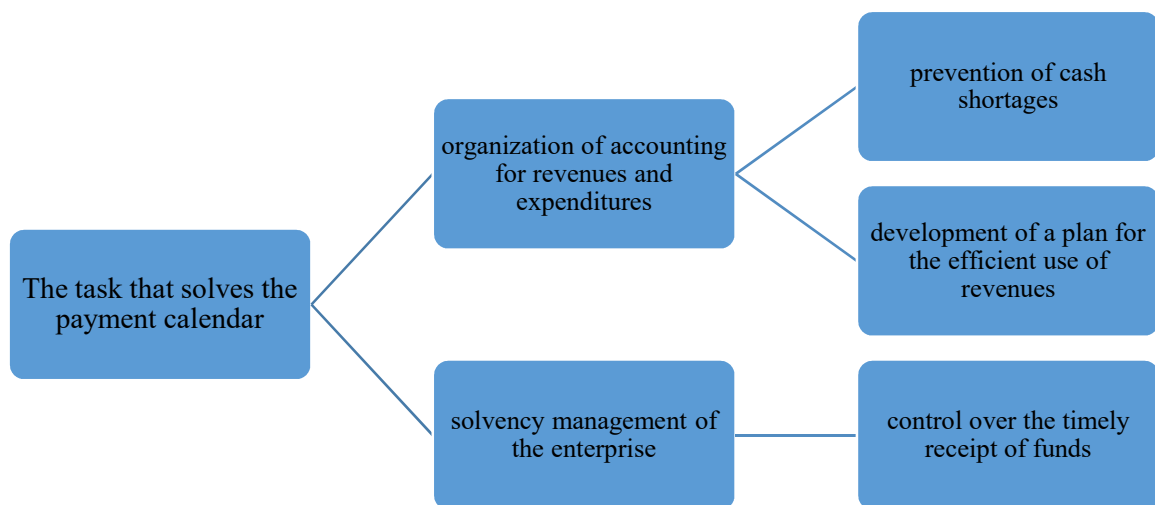 The task that solves the
payment calendar
organization of accounting
for revenues and
expenditures
prevention of cash
shortages
development of a plan for
the efficient use of
revenues
solvency management of
the enterprise
control over the timely
receipt of funds